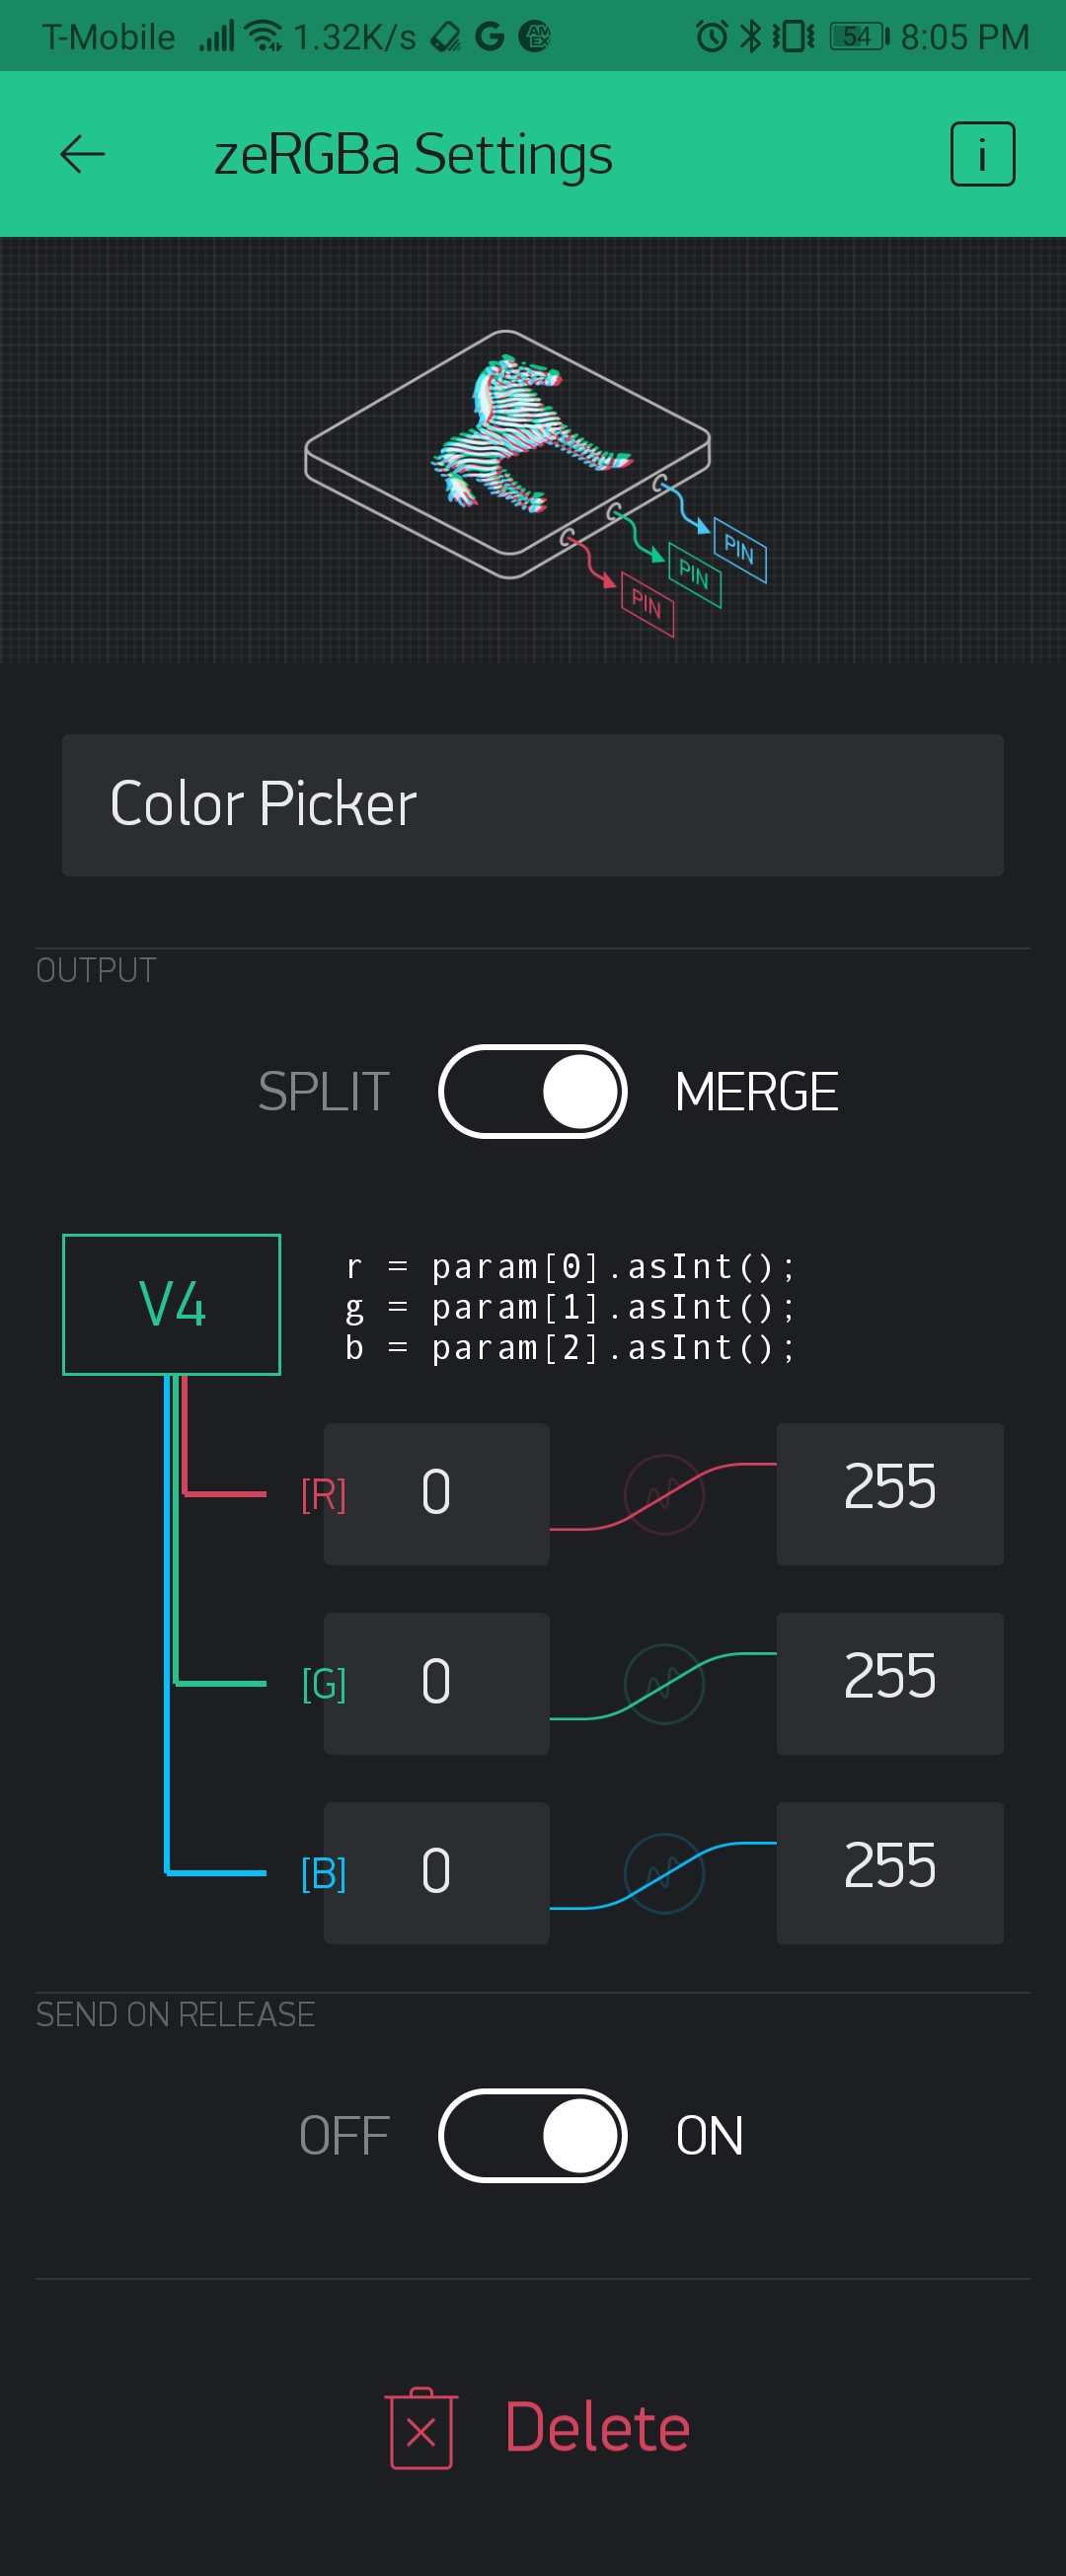 T-Mobile 1.32K/s G AM EX 54 8:05 PM
zeRGBa Settings i
PIN
PIN
PIN
Color Picker
OUTPUT
SPLIT MERGE
V4
r = param[0].asInt();
g = param[1].asInt();
b = param[2].asInt();
[R] 0 255
[G] 0 255
[B] 0 255
SEND ON RELEASE
OFF ON
Delete